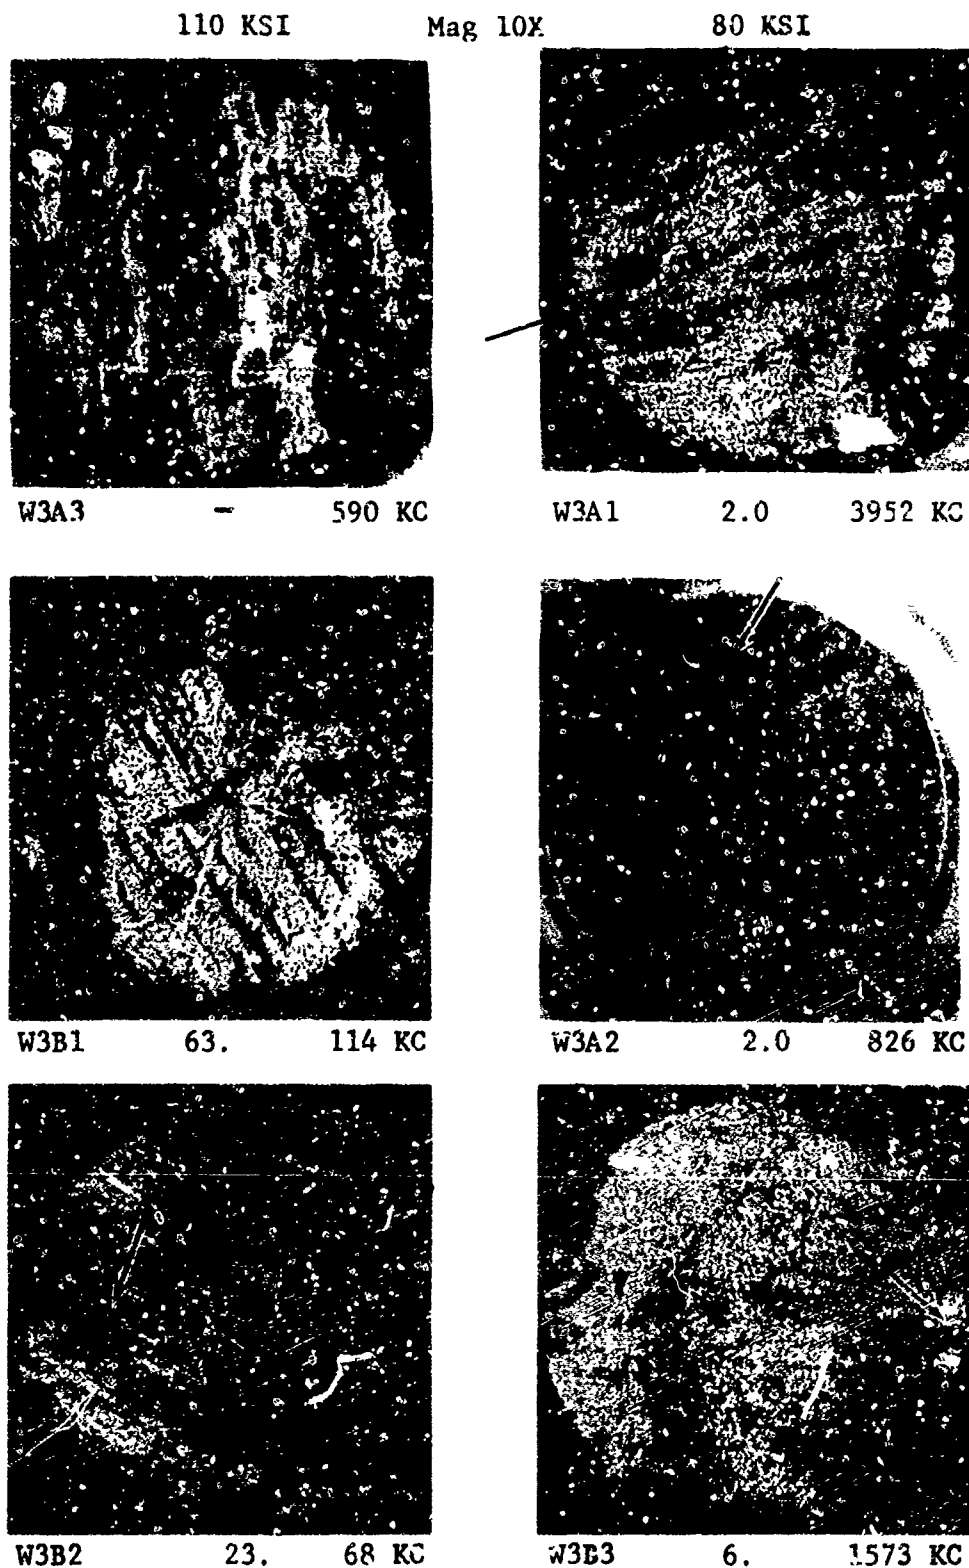 110 KSI Mag 10X 80 KSI
W3A3 - 590 KC W3A1 2.0 3952 KC
W3B1 63. 114 KC W3A2 2.0 826 KC
W3B2 23. 68 KC W3B3 6. 1573 KC